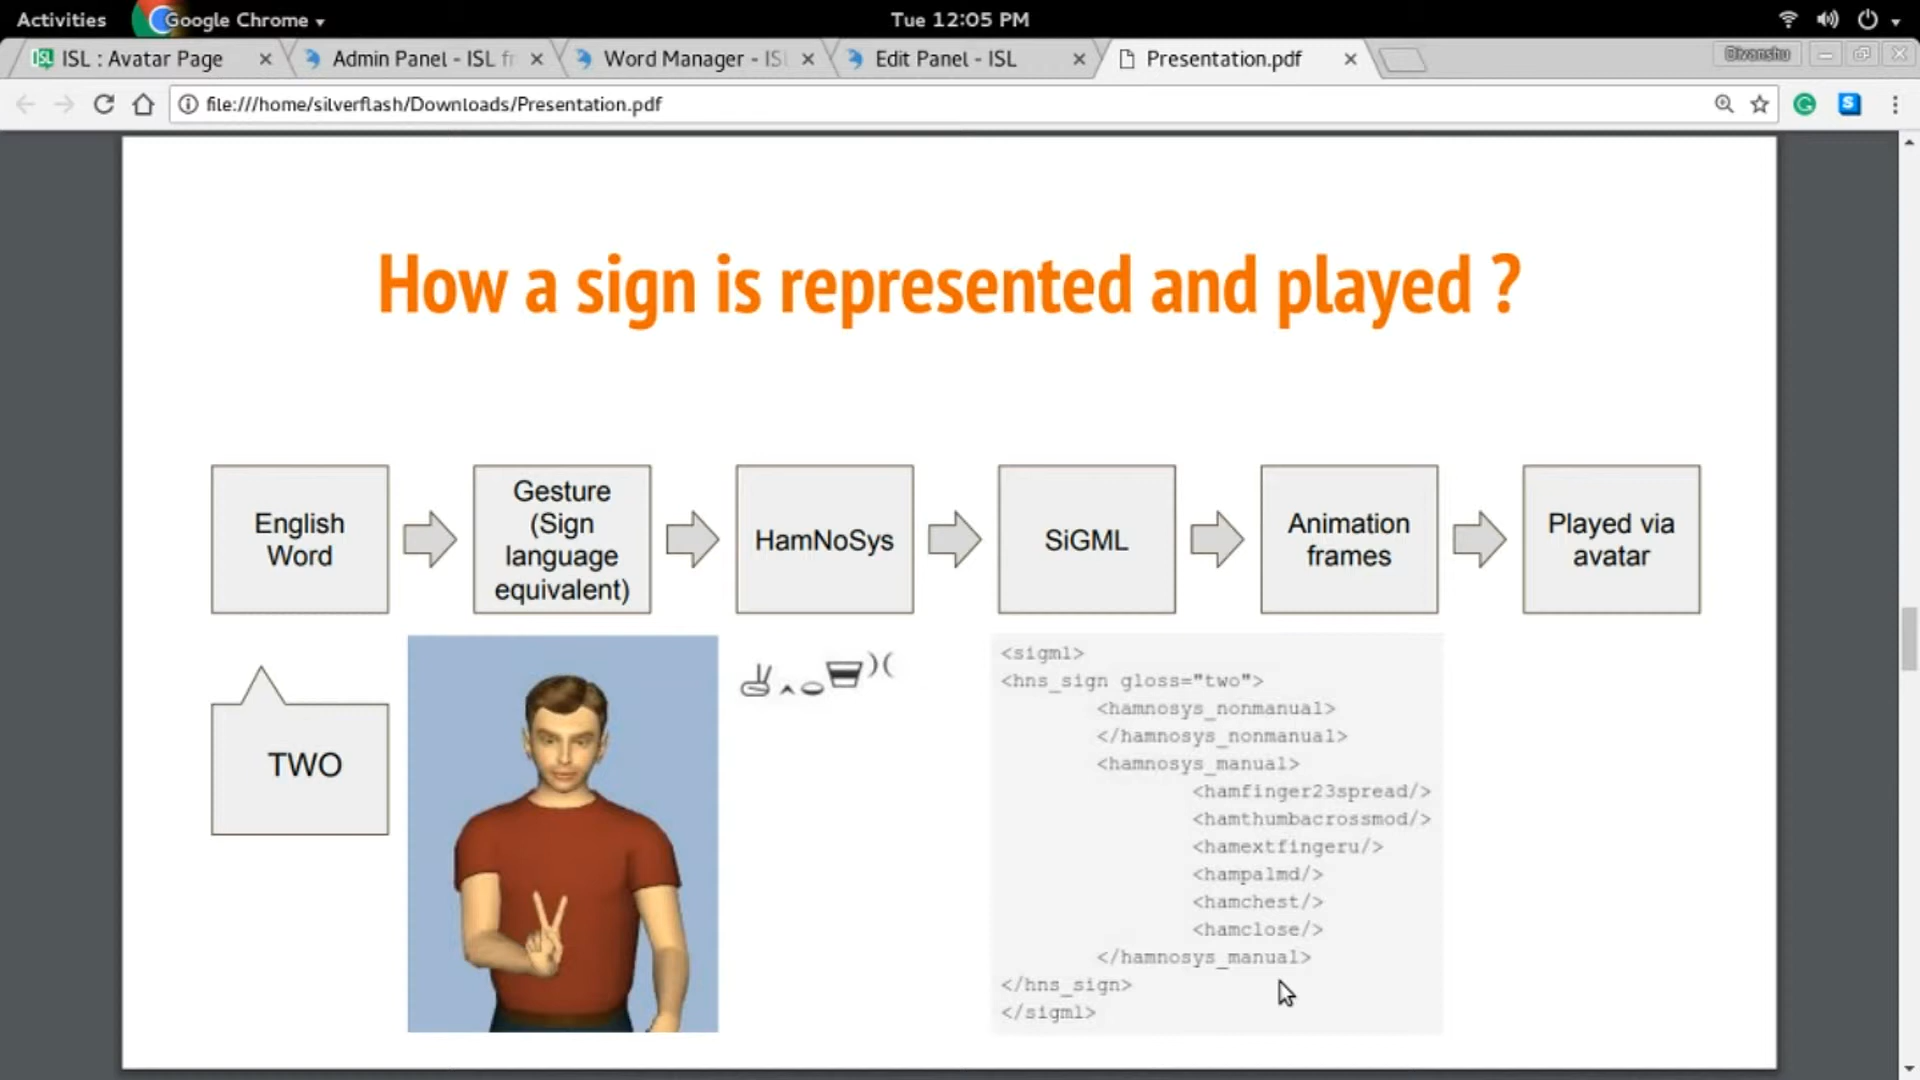 Activities
Google Chrome
Tue 12:05 PM
ISL : Avatar Page
Admin Panel - ISL fr
Word Manager - ISL
Edit Panel - ISL
Presentation.pdf
Divanshu
file:///home/silverflash/Downloads/Presentation.pdf
How a sign is represented and played ?
English
Word
Gesture
(Sign
language
equivalent)
HamNoSys
SiGML
Animation
frames
Played via
avatar
TWO
<sigml>
<hns_sign gloss="two">
<hamnosys_nonmanual>
</hamnosys_nonmanual>
<hamnosys_manual>
<hamfinger23spread/>
<hamthumbacrossmod/>
<hamextfingeru/>
<hampalmd/>
<hamchest/>
<hamclose/>
</hamnosys_manual>
</hns_sign>
</sigml>